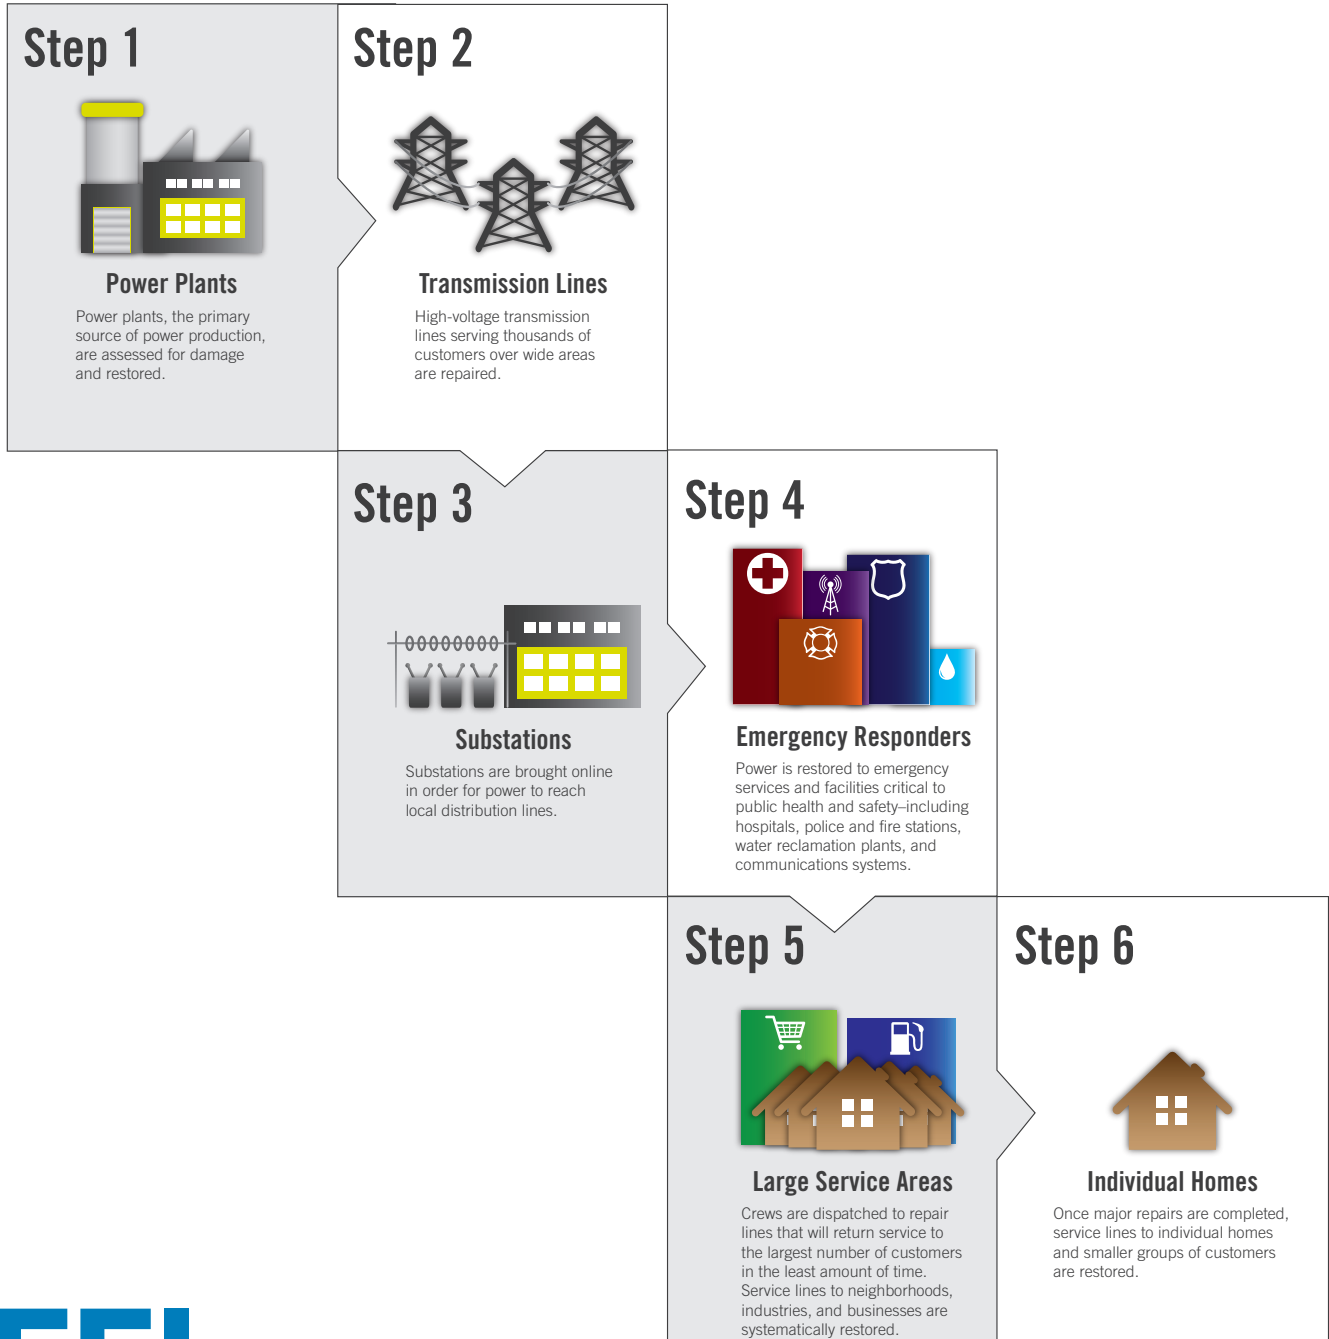 Step 1
Power Plants
Power plants, the primary
source of power production,
are assessed for damage
and restored.
Step 2
Transmission Lines
High-voltage transmission
lines serving thousands of
customers over wide areas
are repaired.
Step 3
Substations
Substations are brought online
in order for power to reach
local distribution lines.
Step 4
Emergency Responders
Power is restored to emergency
services and facilities critical to
public health and safety–including
hospitals, police and fire stations,
water reclamation plants, and
communications systems.
Step 5
Large Service Areas
Crews are dispatched to repair
lines that will return service to
the largest number of customers
in the least amount of time.
Service lines to neighborhoods,
industries, and businesses are
systematically restored.
Step 6
Individual Homes
Once major repairs are completed,
service lines to individual homes
and smaller groups of customers
are restored.